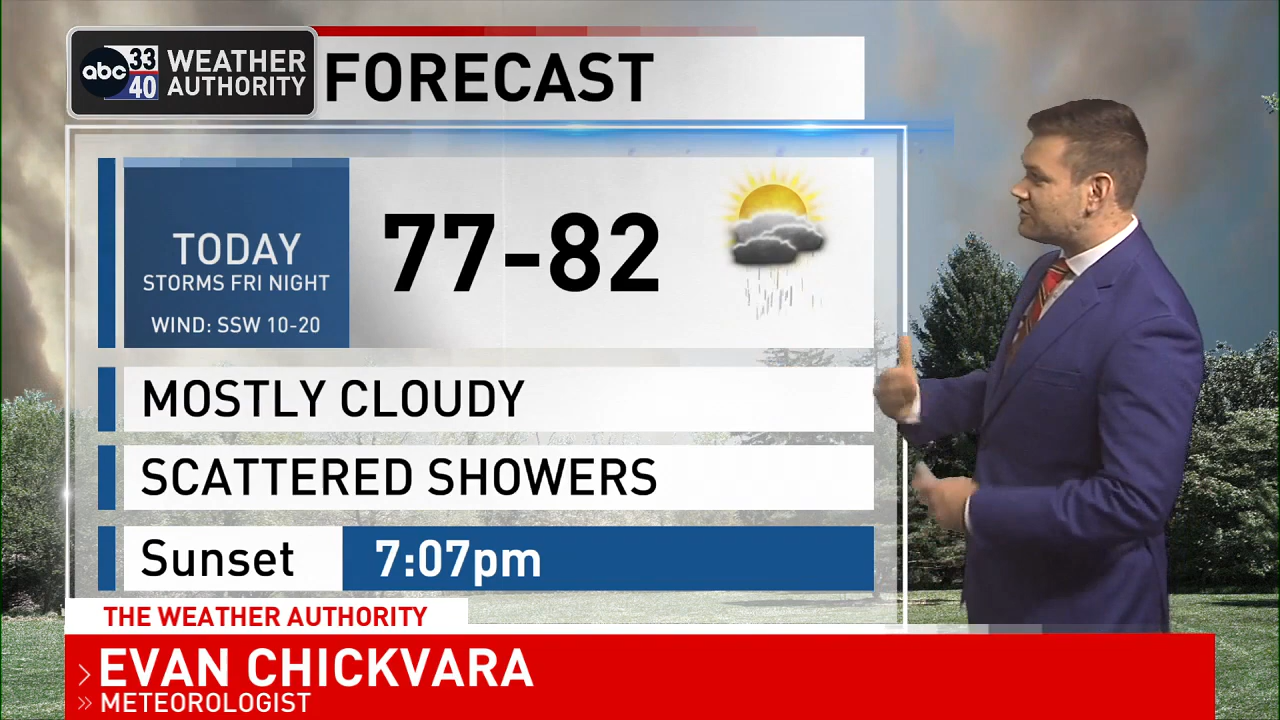 abc 33 40
WEATHER AUTHORITY
FORECAST
TODAY
STORMS FRI NIGHT
WIND: SSW 10-20
77-82
MOSTLY CLOUDY
SCATTERED SHOWERS
Sunset 7:07pm
THE WEATHER AUTHORITY
EVAN CHICKVARA
METEOROLOGIST